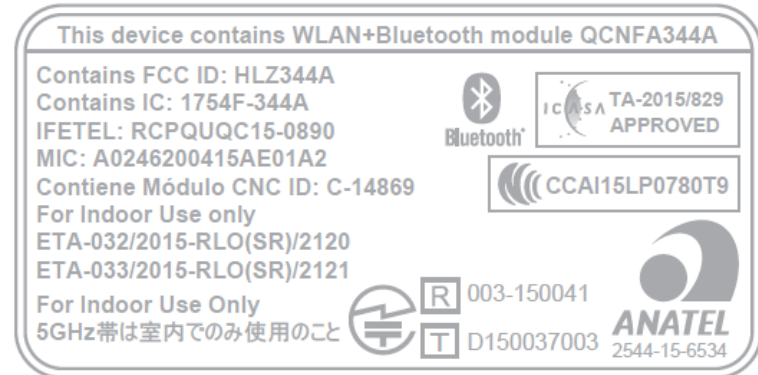 This device contains WLAN+Bluetooth module QCNFA344A
Contains FCC ID: HLZ344A
Contains IC: 1754F-344A
IFETEL: RCPQUQC15-0890
MIC: A0246200415AE01A2
Contiene Módulo CNC ID: C-14869
For Indoor Use only
ETA-032/2015-RLO(SR)/2120
ETA-033/2015-RLO(SR)/2121
For Indoor Use Only
5GHz帯は室内でのみ使用のこと
Bluetooth
ICASA TA-2015/829
APPROVED
CCAI15LP0780T9
R 003-150041
T D150037003
ANATEL
2544-15-6534